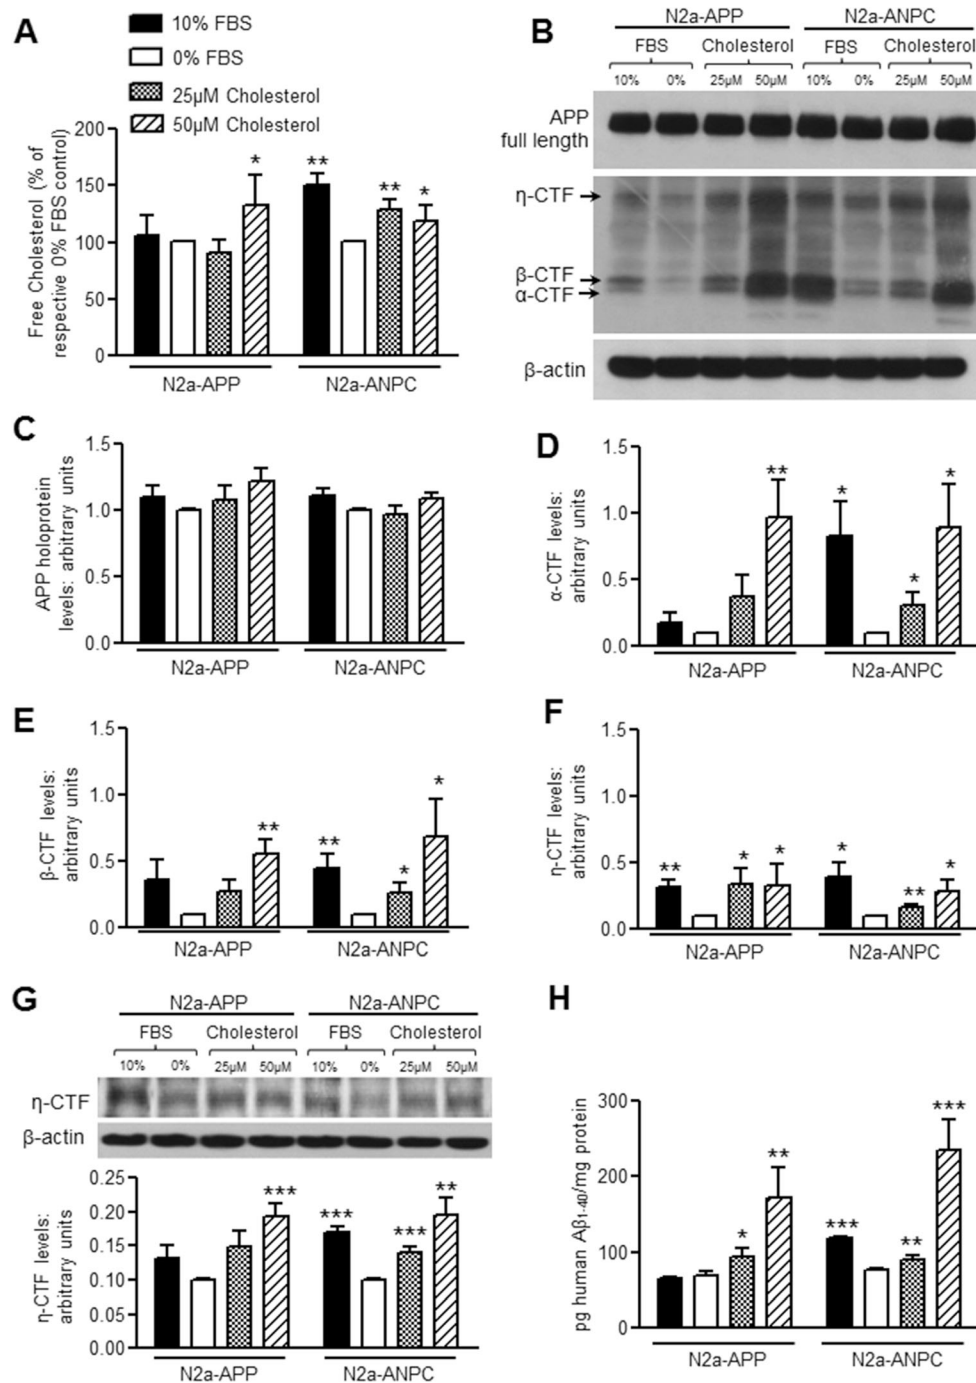 A
10% FBS
0% FBS
25µM Cholesterol
50µM Cholesterol
Free Cholesterol (% of
respective 0% FBS control)
200
150
100
50
0
*
**
**
*
N2a-APP
N2a-ANPC
B
N2a-APP
N2a-ANPC
FBS
Cholesterol
FBS
Cholesterol
10%
0%
25µM
50µM
10%
0%
25µM
50µM
APP
full length
η-CTF
β-CTF
α-CTF
β-actin
C
APP holoprotein
levels: arbitrary units
1.5
1.0
0.5
0.0
N2a-APP
N2a-ANPC
D
α-CTF levels:
arbitrary units
1.5
1.0
0.5
0.0
**
*
*
*
N2a-APP
N2a-ANPC
E
β-CTF levels:
arbitrary units
1.5
1.0
0.5
0.0
**
**
*
*
N2a-APP
N2a-ANPC
F
η-CTF levels:
arbitrary units
1.5
1.0
0.5
0.0
**
*
*
*
**
*
N2a-APP
N2a-ANPC
G
N2a-APP
N2a-ANPC
FBS
Cholesterol
FBS
Cholesterol
10%
0%
25µM
50µM
10%
0%
25µM
50µM
η-CTF
β-actin
η-CTF levels:
arbitrary units
0.25
0.20
0.15
0.10
0.05
0.00
***
***
***
**
N2a-APP
N2a-ANPC
H
pg human Aβ1-40/mg protein
300
200
100
0
*
**
***
**
***
N2a-APP
N2a-ANPC